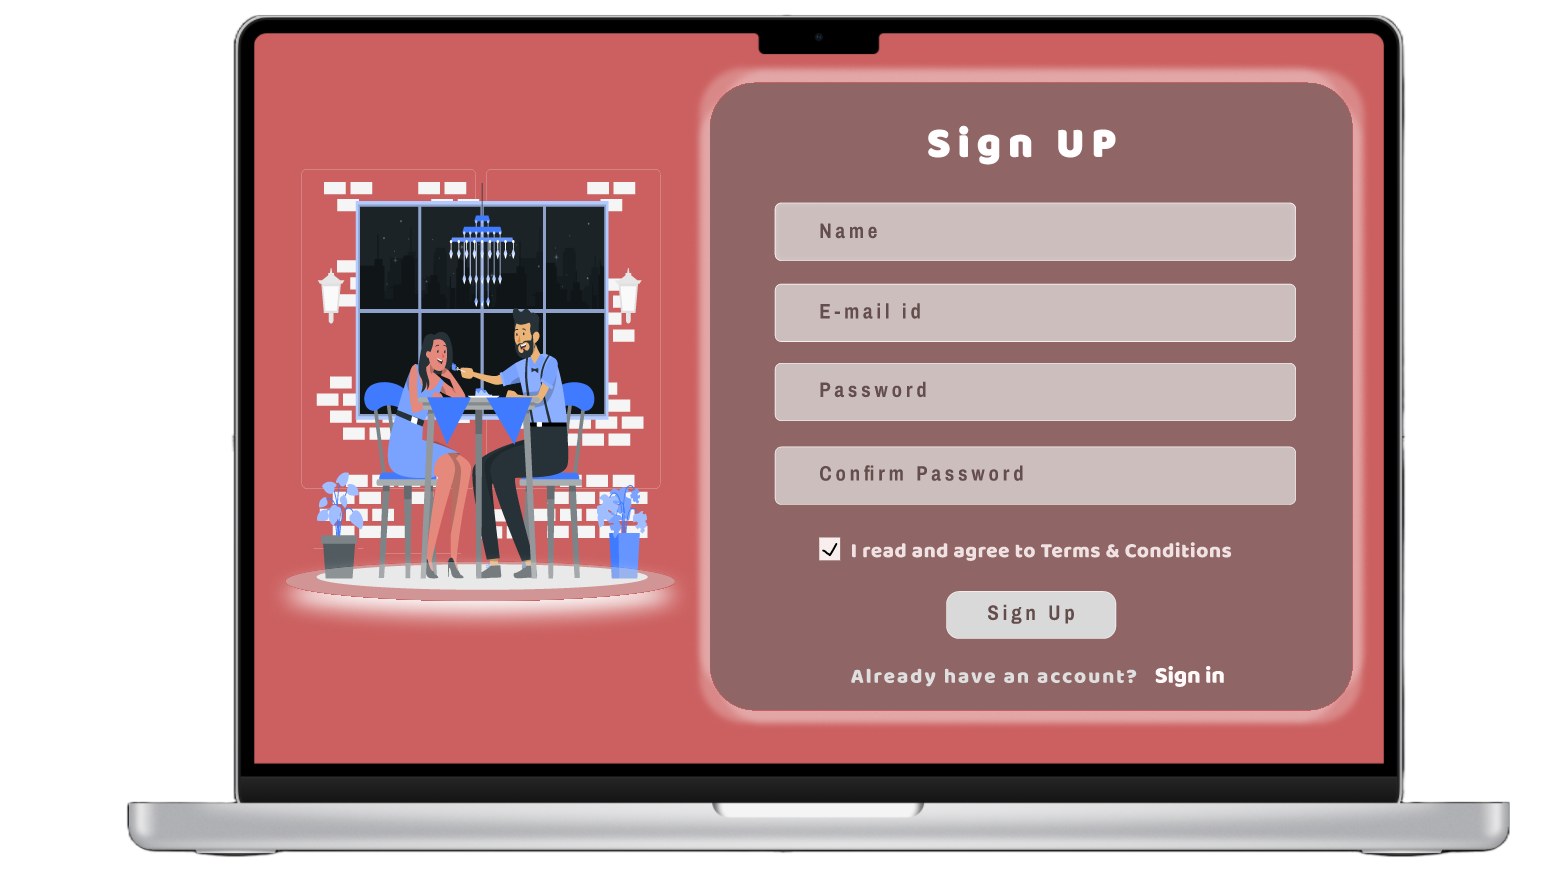 Sign UP
Name
E-mail id
Password
Confirm Password
I read and agree to Terms & Conditions
Sign Up
Already have an account? Sign in